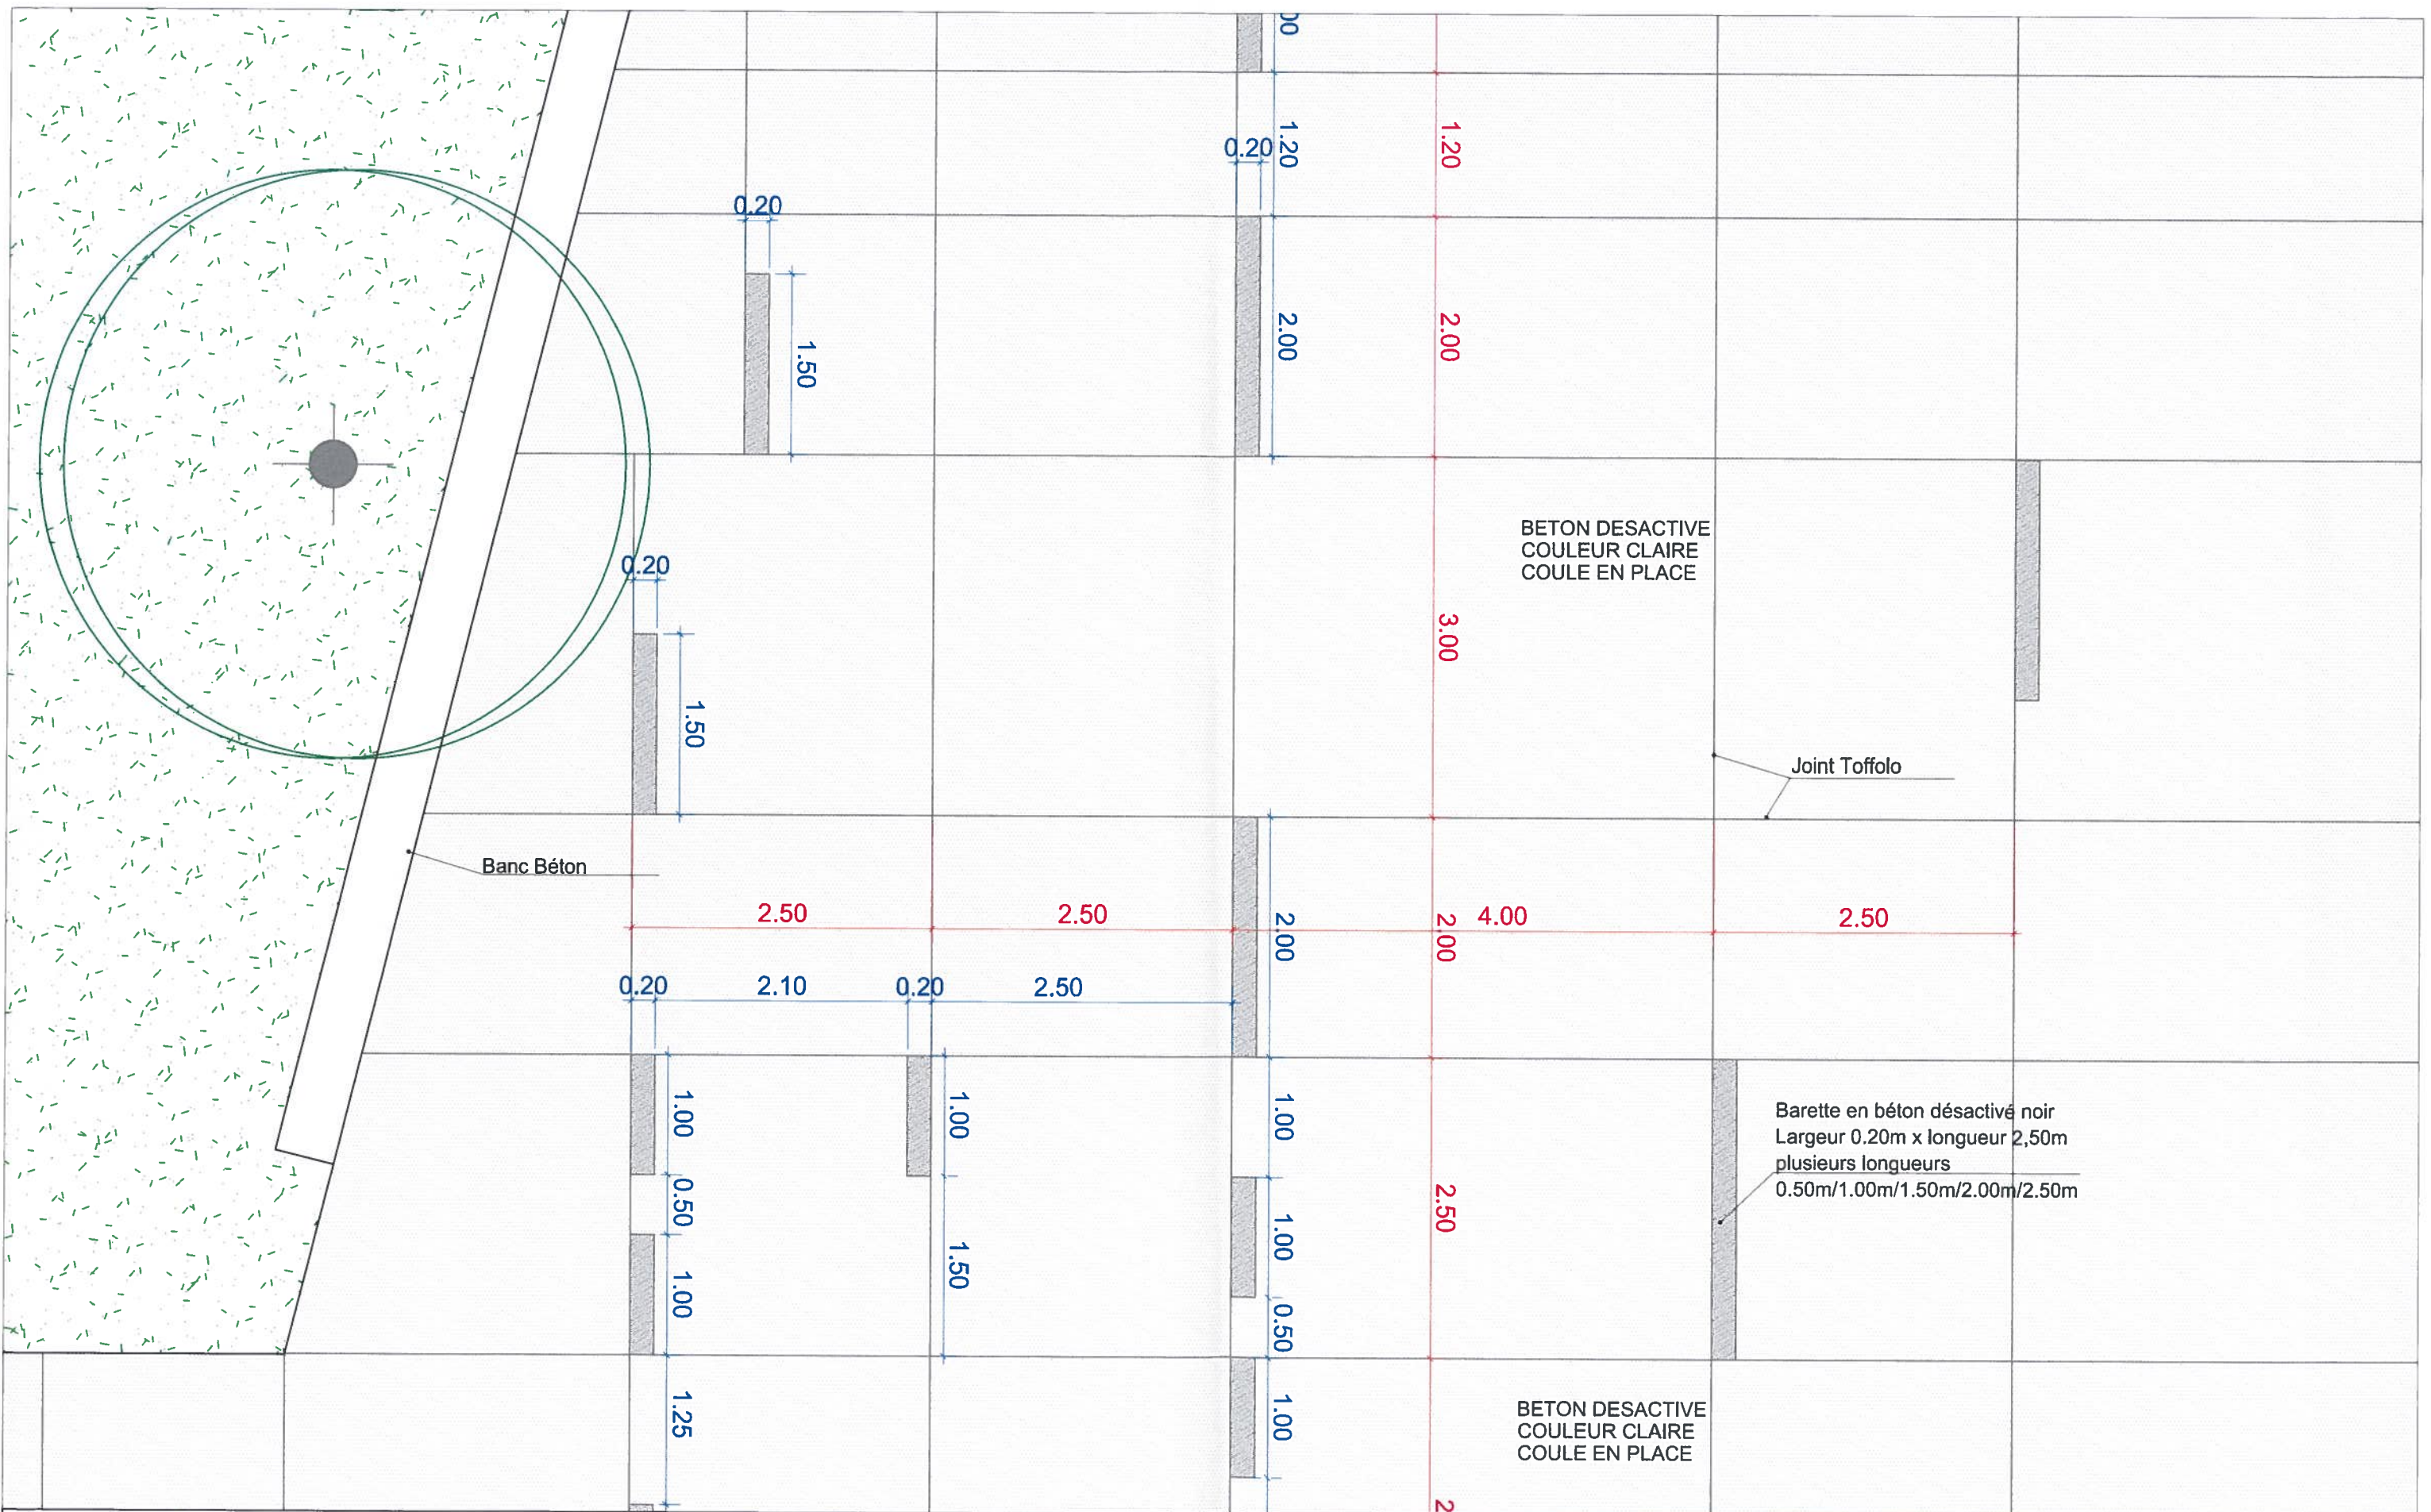 00
1.20
1.20
0.20
0.20
2.00
2.00
1.50
BETON DESACTIVE
COULEUR CLAIRE
COULE EN PLACE
0.20
3.00
1.50
Joint Toffolo
Banc Béton
2.50
2.50
2.00
2.00
4.00
2.50
0.20
2.10
0.20
2.50
1.00
1.00
1.00
Barette en béton désactivé noir
Largeur 0.20m x longueur 2,50m
plusieurs longueurs
0.50m/1.00m/1.50m/2.00m/2.50m
0.50
2.50
1.00
1.50
1.00
0.50
1.25
1.00
BETON DESACTIVE
COULEUR CLAIRE
COULE EN PLACE
2